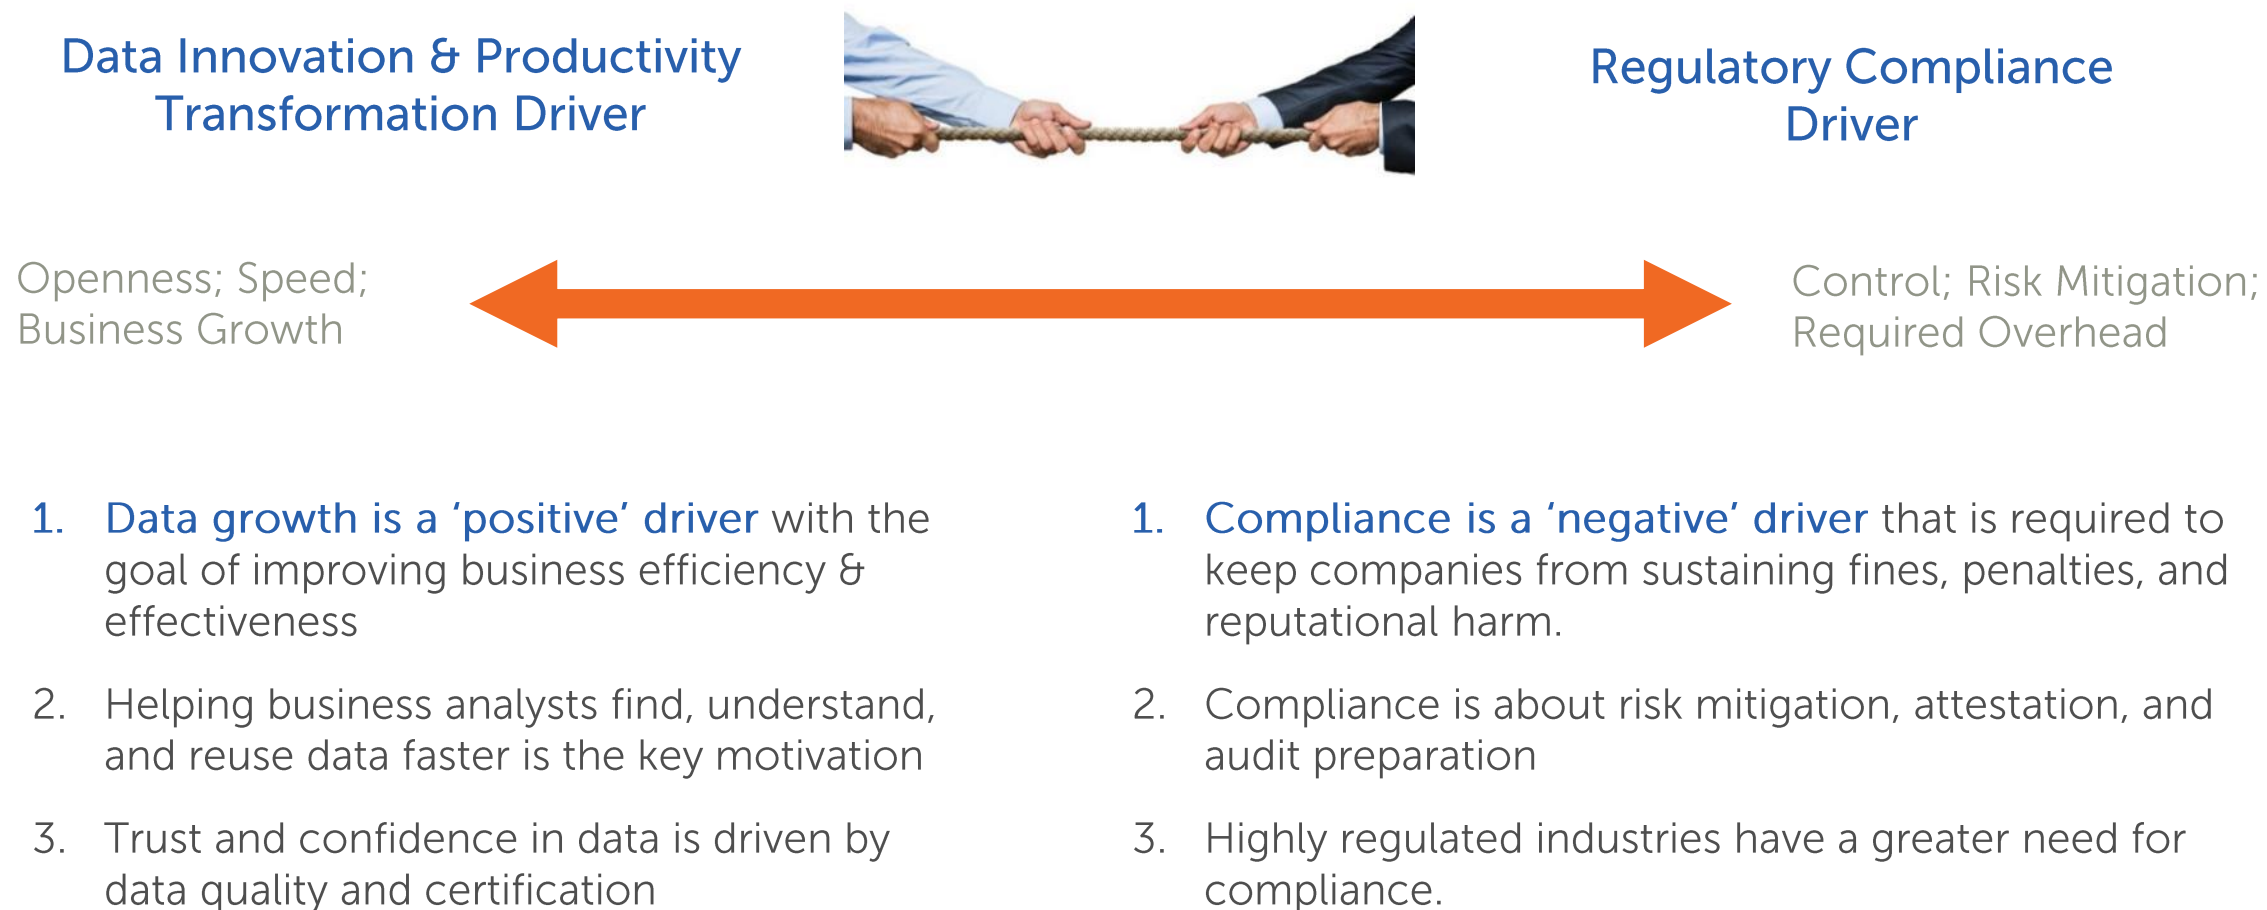 Data Innovation & Productivity
Transformation Driver
Regulatory Compliance
Driver
Openness; Speed;
Business Growth
Control; Risk Mitigation;
Required Overhead
1. Data growth is a ‘positive’ driver with the
goal of improving business efficiency &
effectiveness
2. Helping business analysts find, understand,
and reuse data faster is the key motivation
3. Trust and confidence in data is driven by
data quality and certification
1. Compliance is a ‘negative’ driver that is required to
keep companies from sustaining fines, penalties, and
reputational harm.
2. Compliance is about risk mitigation, attestation, and
audit preparation
3. Highly regulated industries have a greater need for
compliance.